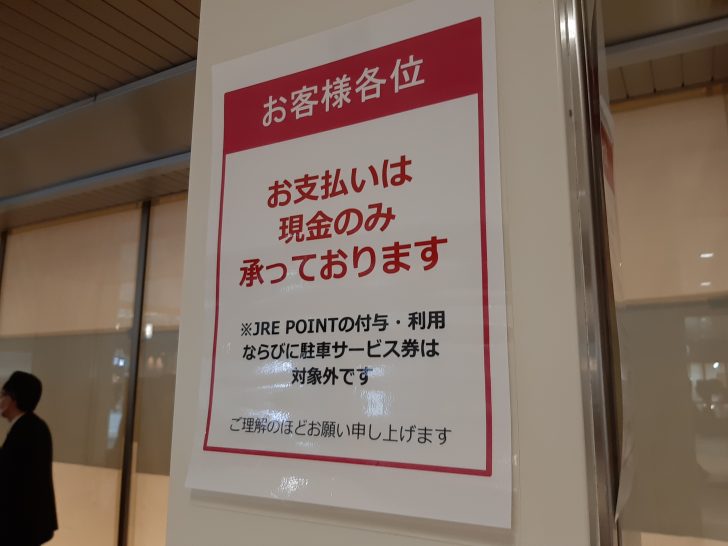 お客様各位
お支払いは
現金のみ
承っております
※JRE POINTの付与・利用
ならびに駐車サービス券は
対象外です
ご理解のほどお願い申し上げます